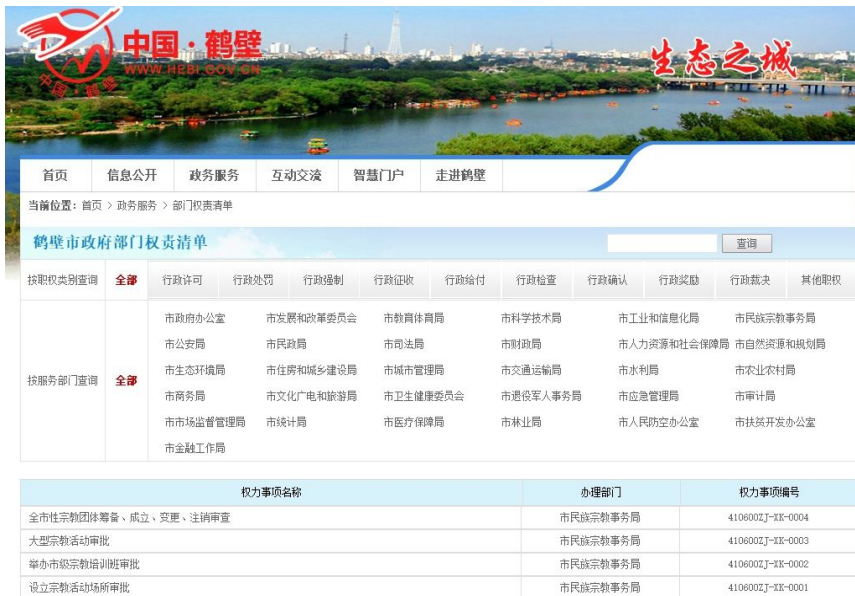 中国·鹤壁
WWW.HEBI.GOV.CN
中国·鹤壁
生态之城
首页 信息公开 政务服务 互动交流 智慧门户 走进鹤壁
当前位置：首页 > 政务服务 > 部门权责清单
鹤壁市政府部门权责清单 查询
按职权类别查询 全部 行政许可 行政处罚 行政强制 行政征收 行政给付 行政检查 行政确认 行政奖励 行政裁决 其他职权
市政府办公室 市发展和改革委员会 市教育体育局 市科学技术局 市工业和信息化局 市民族宗教事务局
市公安局 市民政局 市司法局 市财政局 市人力资源和社会保障局 市自然资源和规划局
市生态环境局 市住房和城乡建设局 市城市管理局 市交通运输局 市水利局 市农业农村局
按服务部门查询 全部
市商务局 市文化广电和旅游局 市卫生健康委员会 市退役军人事务局 市应急管理局 市审计局
市市场监督管理局 市统计局 市医疗保障局 市林业局 市人民防空办公室 市扶贫开发办公室
市金融工作局
权力事项名称 办理部门 权力事项编号
全市性宗教团体筹备、成立、变更、注销审查 市民族宗教事务局 410600ZJ-XK-0004
大型宗教活动审批 市民族宗教事务局 410600ZJ-XK-0003
举办市级宗教培训班审批 市民族宗教事务局 410600ZJ-XK-0002
设立宗教活动场所审批 市民族宗教事务局 410600ZJ-XK-0001